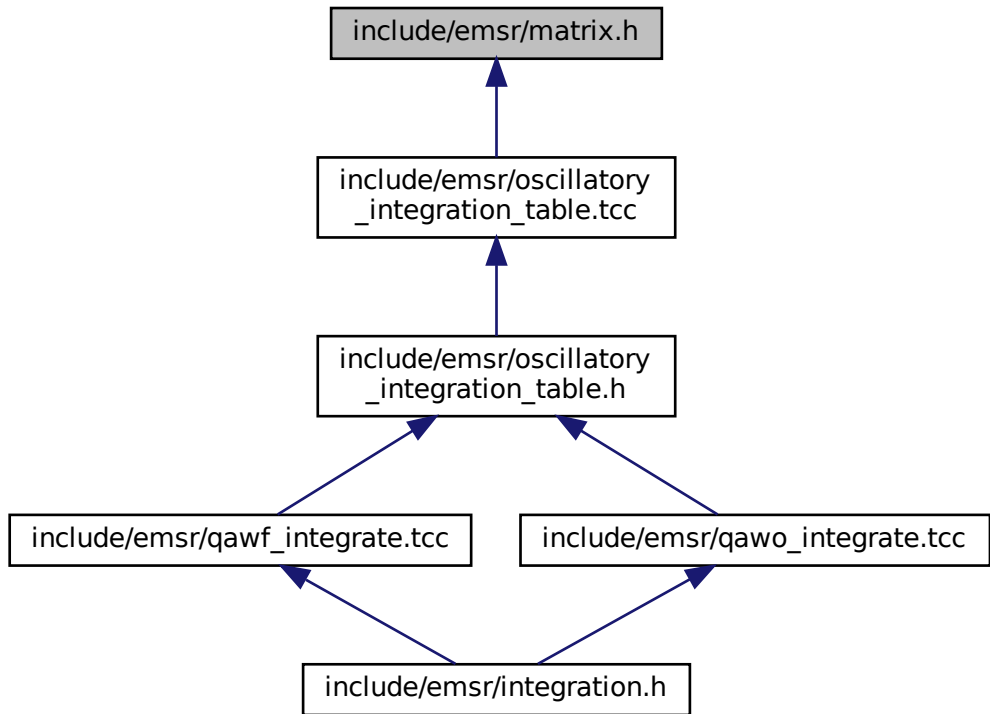 include/emsr/matrix.h
include/emsr/oscillatory
_integration_table.tcc
include/emsr/oscillatory
_integration_table.h
include/emsr/qawf_integrate.tcc
include/emsr/qawo_integrate.tcc
include/emsr/integration.h